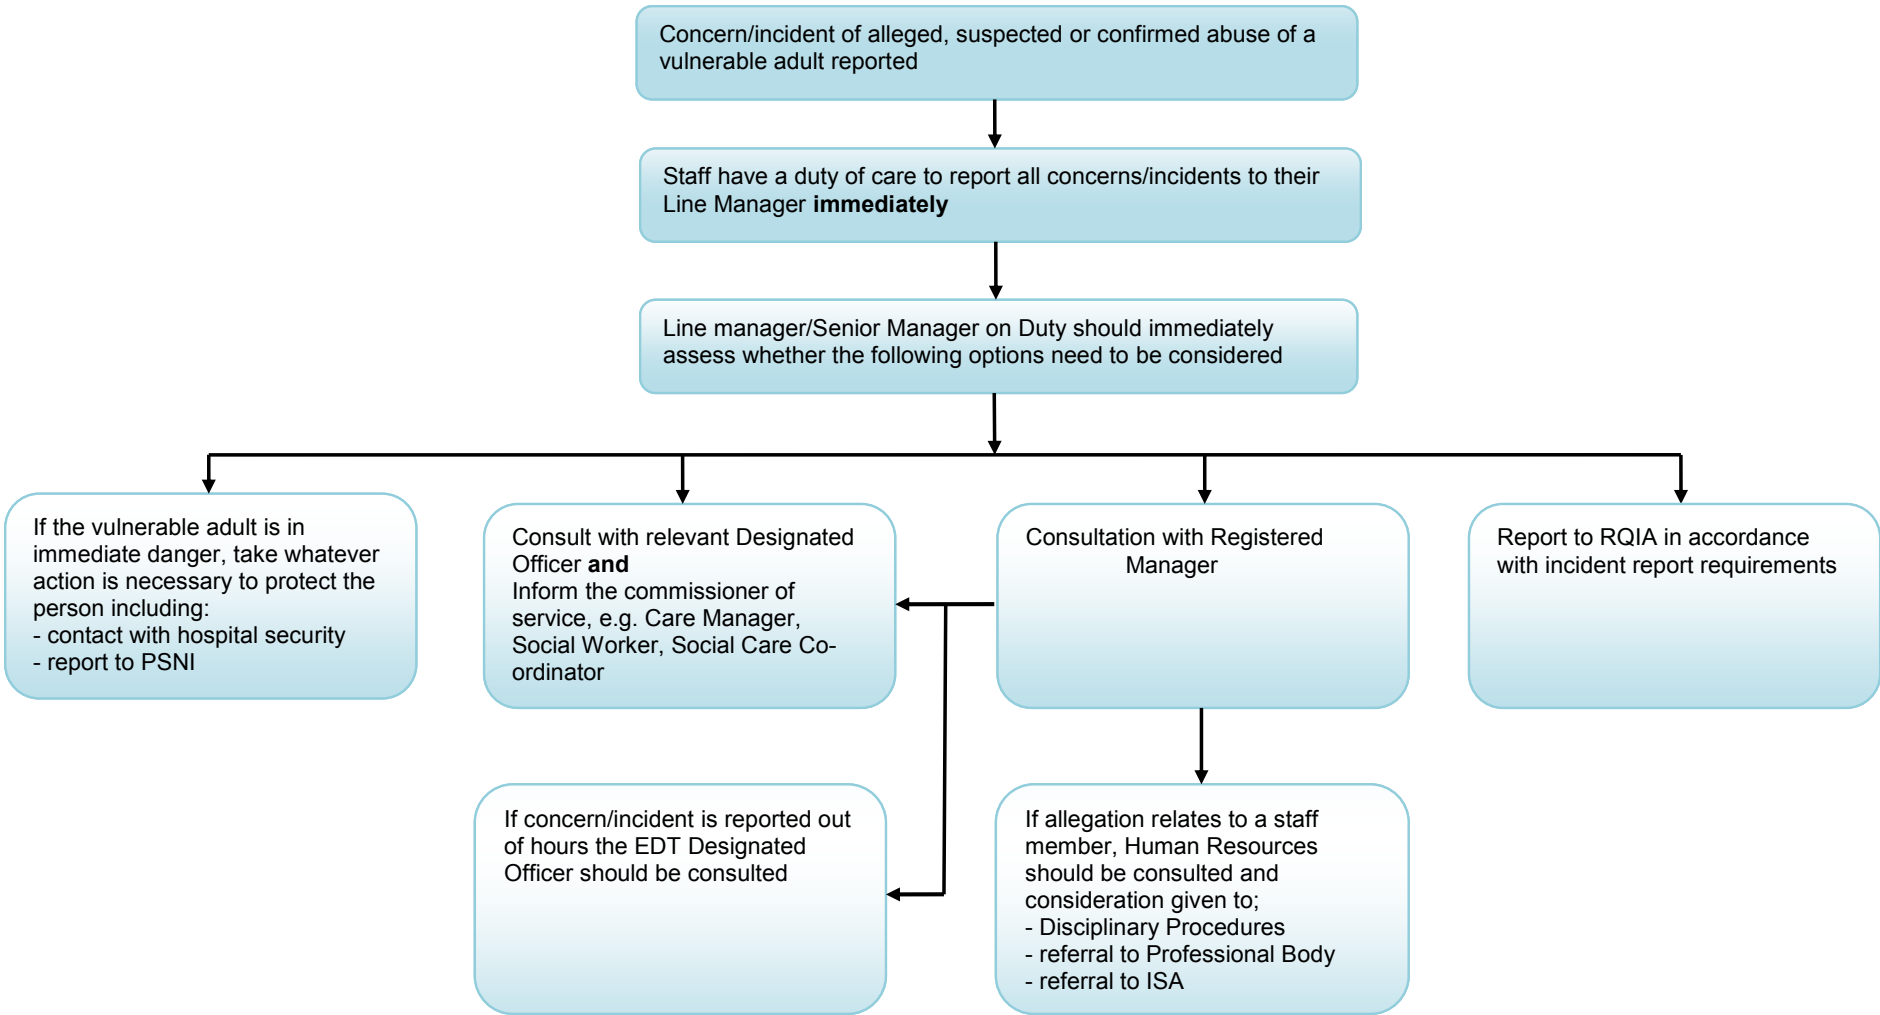 Concern/incident of alleged, suspected or confirmed abuse of a
vulnerable adult reported
Staff have a duty of care to report all concerns/incidents to their
Line Manager immediately
Line manager/Senior Manager on Duty should immediately
assess whether the following options need to be considered
If the vulnerable adult is in
immediate danger, take whatever
action is necessary to protect the
person including:
- contact with hospital security
- report to PSNI
Consult with relevant Designated
Officer and
Inform the commissioner of
service, e.g. Care Manager,
Social Worker, Social Care Co-
ordinator
Consultation with Registered
Manager
Report to RQIA in accordance
with incident report requirements
If concern/incident is reported out
of hours the EDT Designated
Officer should be consulted
If allegation relates to a staff
member, Human Resources
should be consulted and
consideration given to;
- Disciplinary Procedures
- referral to Professional Body
- referral to ISA